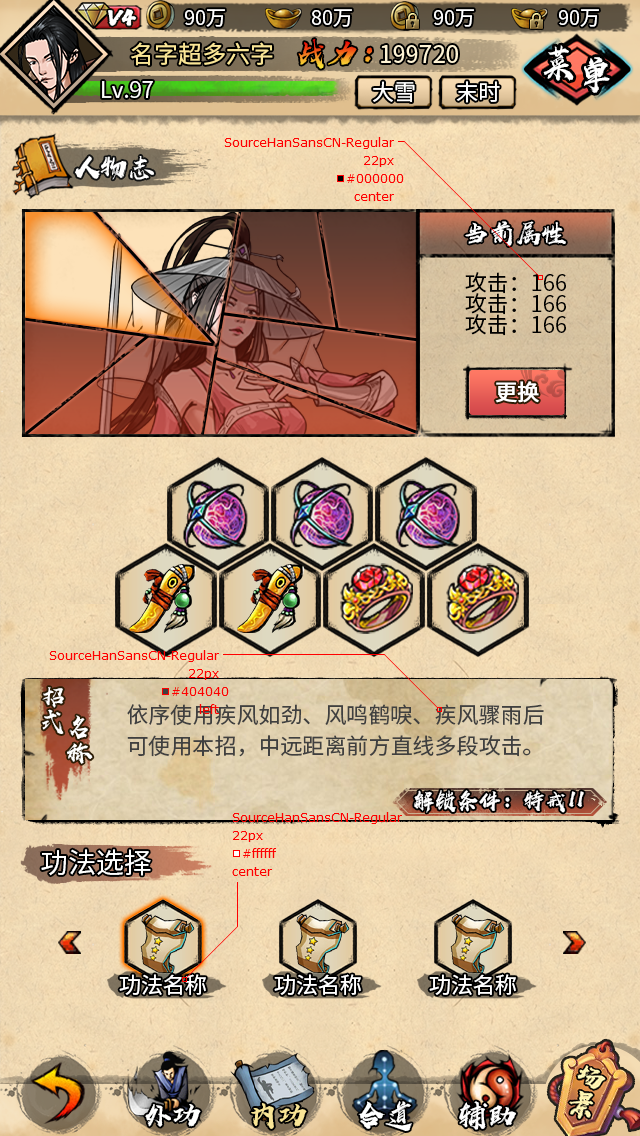 V4 90万 80万 90万 90万
名字超多六字 战力：199720
菜单
Lv.97
大雪 末时
SourceHanSansCN-Regular
22px
#000000
center
人物志
当前属性
攻击：166
攻击：166
攻击：166
更换
SourceHanSansCN-Regular
22px
#404040
left
招式名称
依序使用疾风如劲、风鸣鹤唳、疾风骤雨后
可使用本招，中远距离前方直线多段攻击。
解锁条件：特戒11
SourceHanSansCN-Regular
22px
#ffffff
center
功法选择
功法名称 功法名称 功法名称
外功 内功 合道 辅助 场景